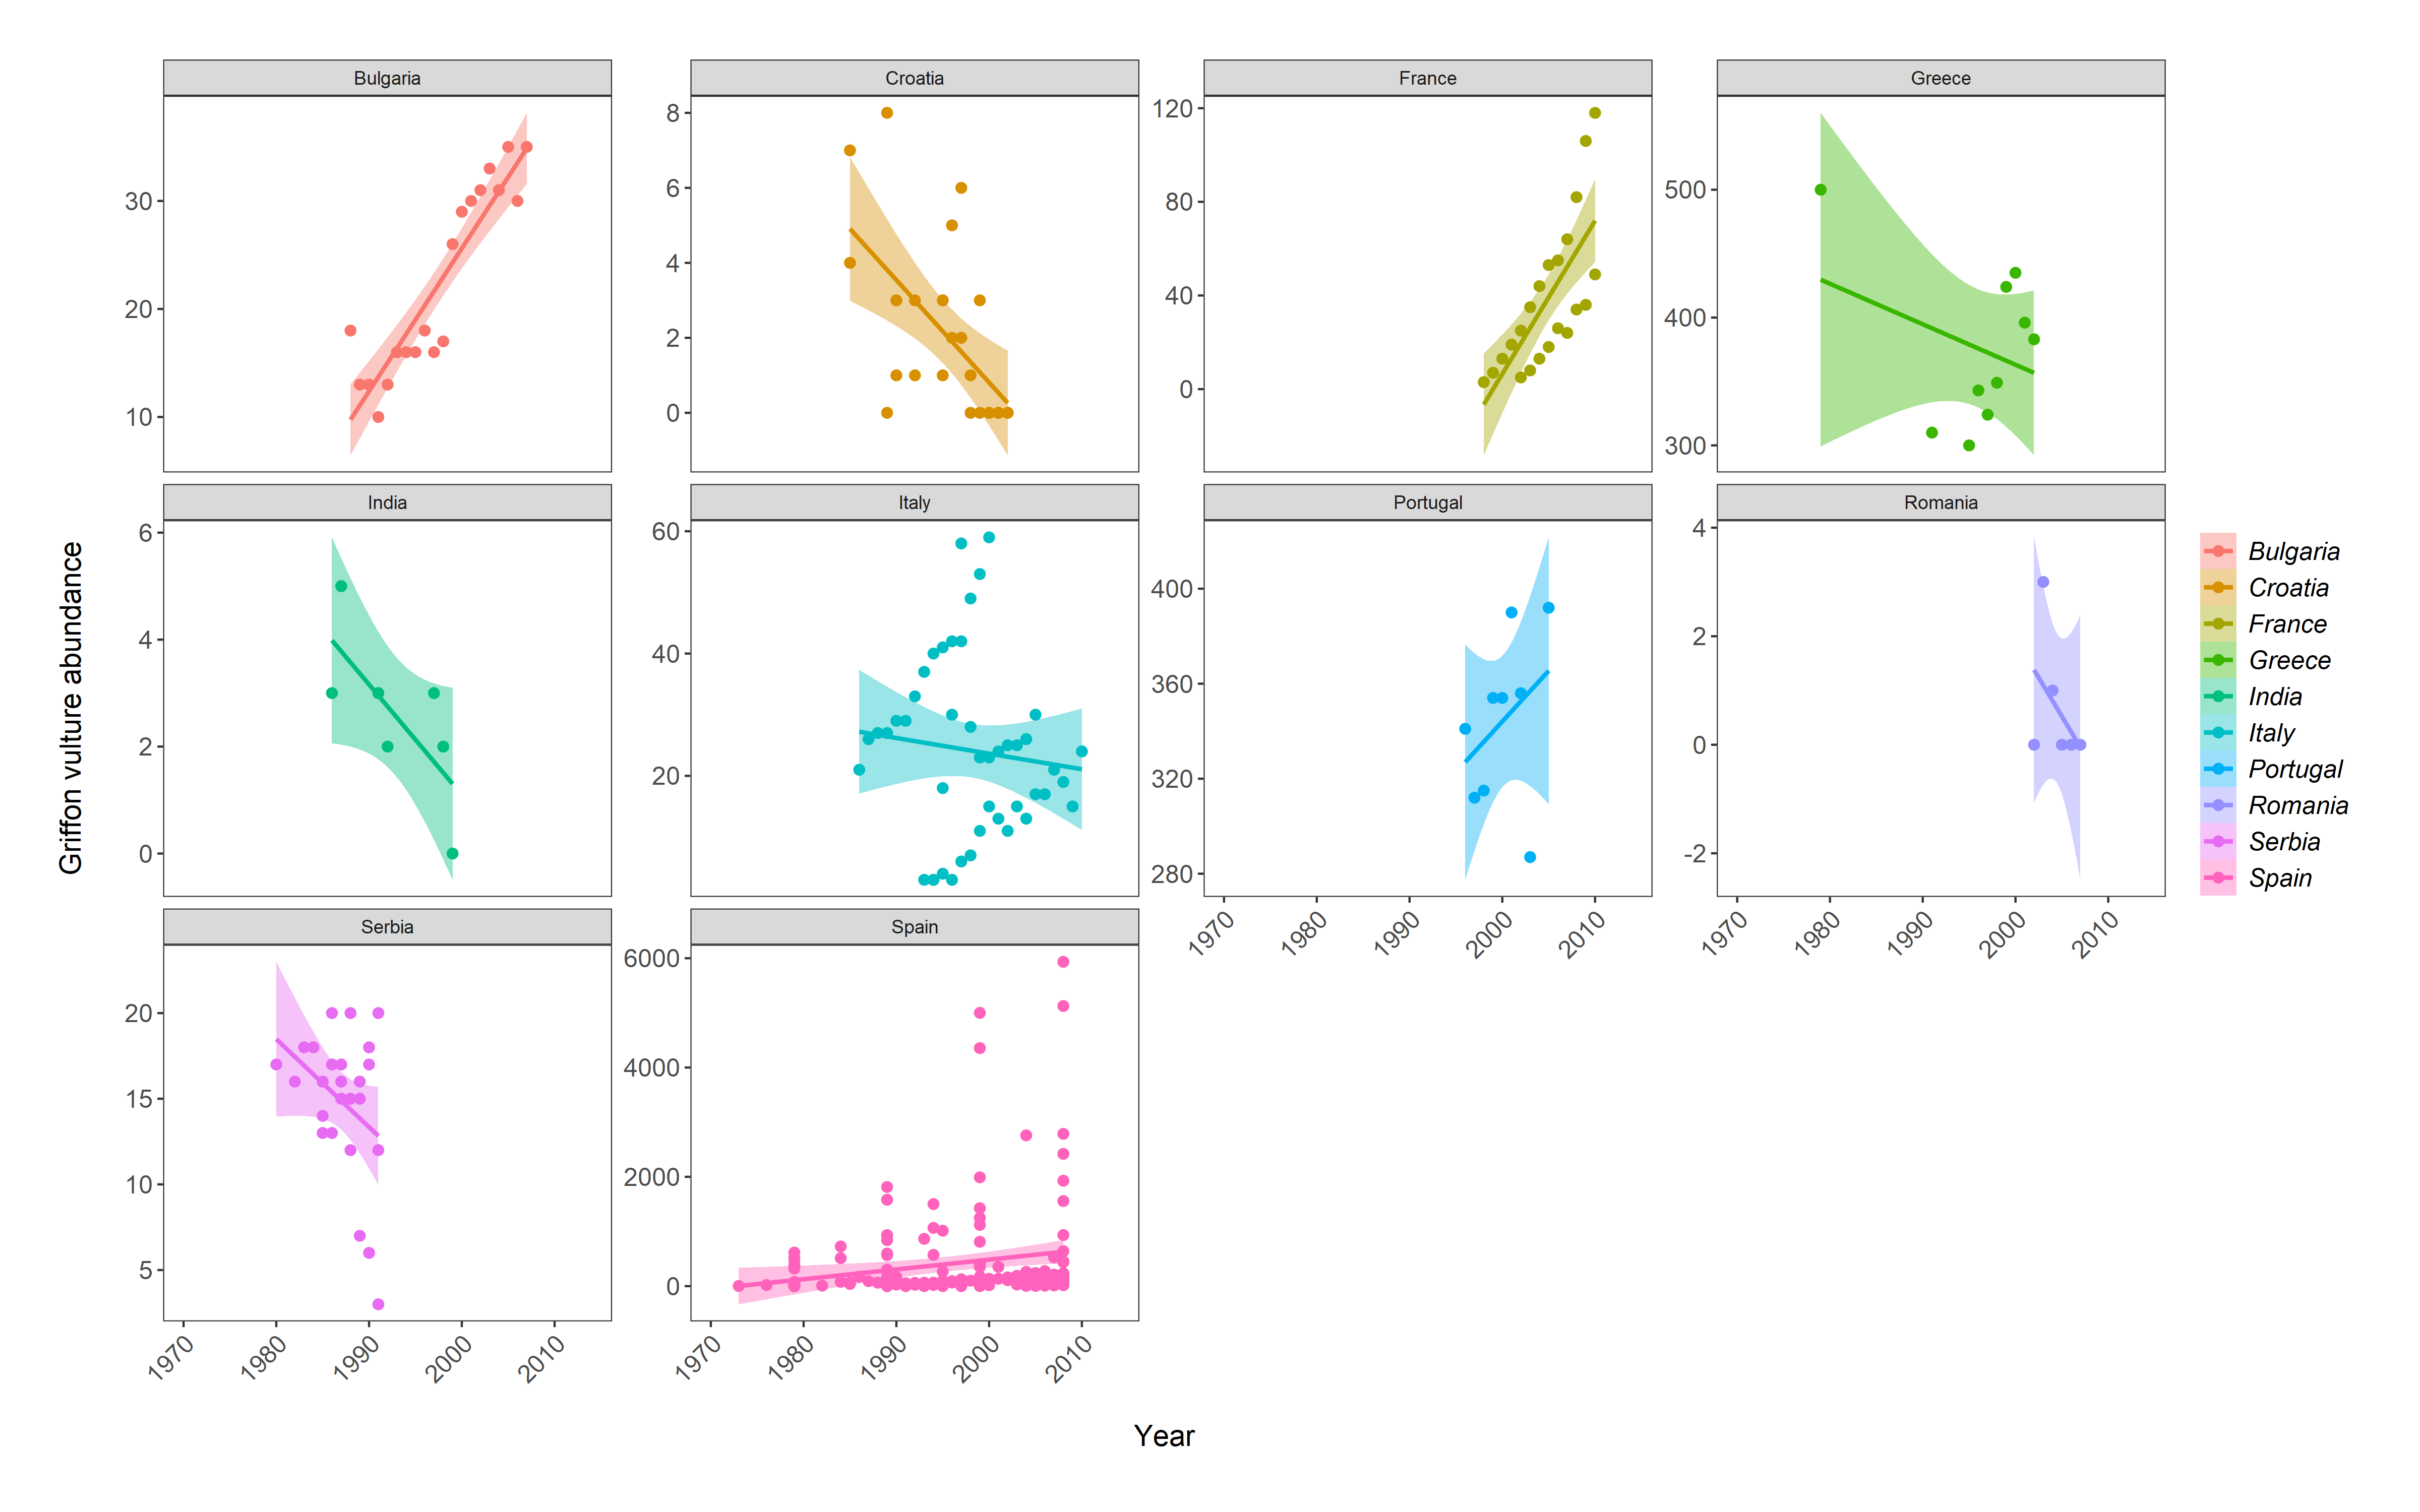 Bulgaria
Croatia
France
Greece
30
20
10
8
6
4
2
0
120
80
40
0
500
400
300
India
Italy
Portugal
Romania
6
4
2
0
60
40
20
400
360
320
280
4
2
0
-2
1970 1980 1990 2000 2010
1970 1980 1990 2000 2010
Serbia
Spain
20
15
10
5
6000
4000
2000
0
1970 1980 1990 2000 2010
1970 1980 1990 2000 2010
Griffon vulture abundance
Year
Bulgaria
Croatia
France
Greece
India
Italy
Portugal
Romania
Serbia
Spain